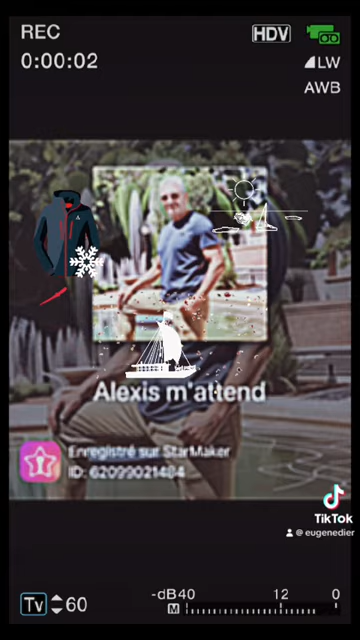 REC
HDV
0:00:02
LW
AWB
Alexis m'attend
Enregistré sur StarMaker
ID: 62099021484
TikTok
@eugenedier
Tv 60
-dB40 12 0
M